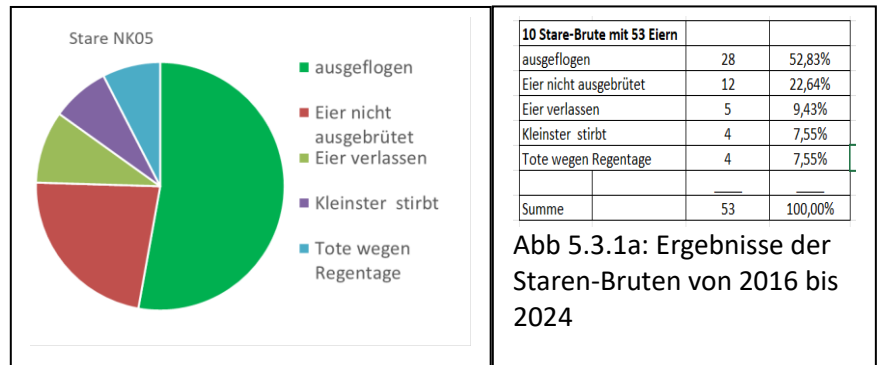 Stare NK05
ausgeflogen
Eier nicht
ausgebrütet
Eier verlassen
Kleinster stirbt
Tote wegen
Regentage
10 Stare-Brute mit 53 Eiern
ausgeflogen 28 52,83%
Eier nicht ausgebrütet 12 22,64%
Eier verlassen 5 9,43%
Kleinster stirbt 4 7,55%
Tote wegen Regentage 4 7,55%
Summe 53 100,00%
Abb 5.3.1a: Ergebnisse der
Staren-Bruten von 2016 bis
2024